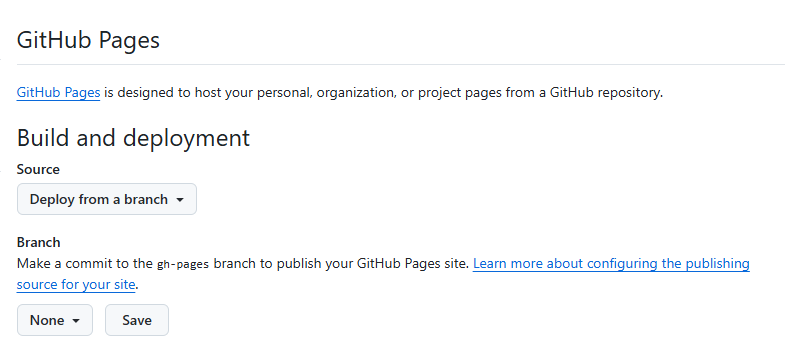 GitHub Pages
GitHub Pages is designed to host your personal, organization, or project pages from a GitHub repository.
Build and deployment
Source
Deploy from a branch
Branch
Make a commit to the gh-pages branch to publish your GitHub Pages site. Learn more about configuring the publishing
source for your site.
None Save